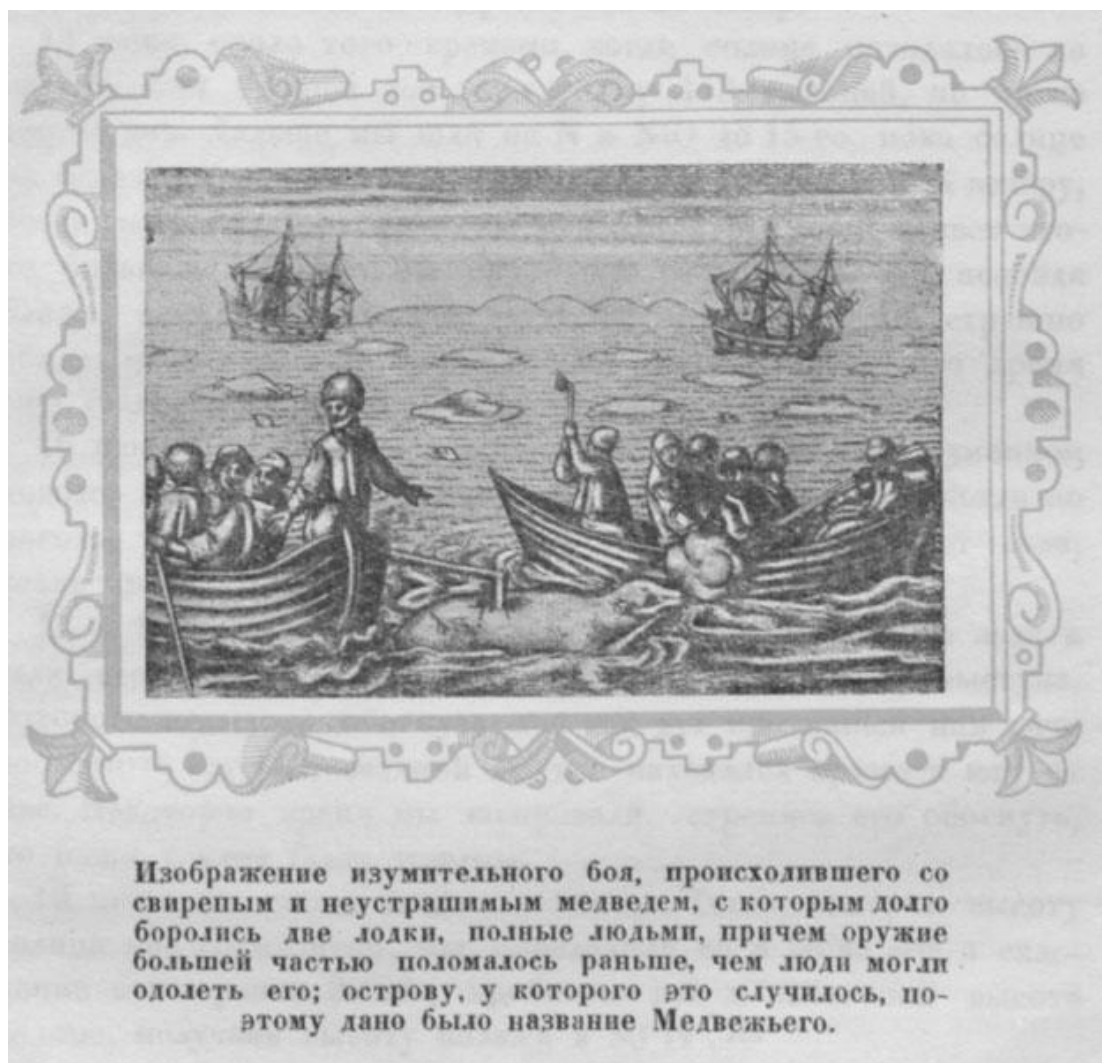 Изображение изумительного боя, происходившего со
свирепым и неустрашимым медведем, с которым долго
боролись две лодки, полные людьми, причем оружие
большей частью поломалось раньше, чем люди могли
одолеть его; острову, у которого это случилось, по-
этому дано было название Медвежьего.